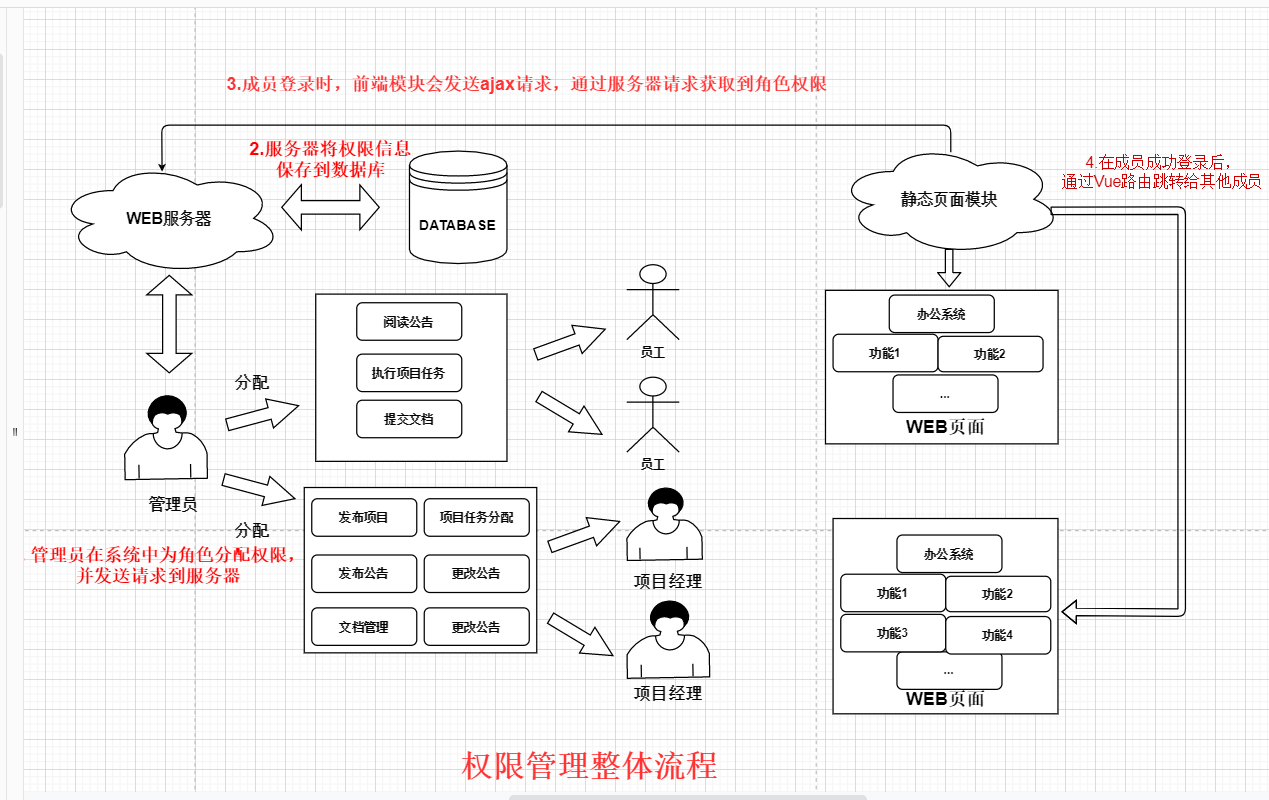 3.成员登录时，前端模块会发送ajax请求，通过服务器请求获取到角色权限
2.服务器将权限信息
保存到数据库
WEB服务器
DATABASE
静态页面模块
4.在成员成功登录后，
通过Vue路由跳转给其他成员
阅读公告
执行项目任务
提交文档
分配
员工
员工
管理员
分配
管理员在系统中为角色分配权限，
并发送请求到服务器
发布项目
项目任务分配
发布公告
更改公告
文档管理
更改公告
项目经理
项目经理
办公系统
功能1
功能2
...
WEB页面
办公系统
功能1
功能2
功能3
功能4
...
WEB页面
权限管理整体流程